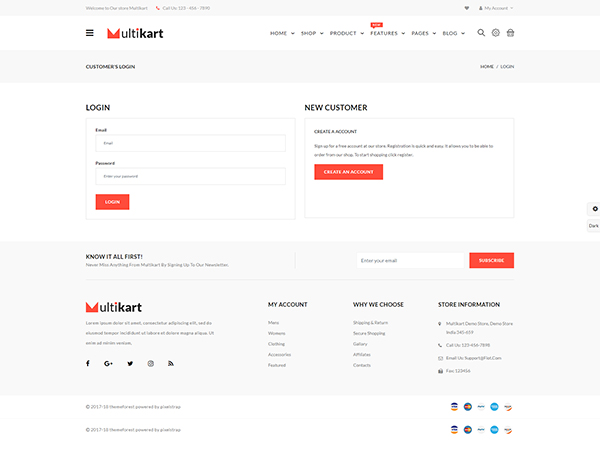 Welcome to Our store Multikart
Call Us: 123 - 456 - 7890
My Account
Multikart
HOME
SHOP
PRODUCT
NEW
FEATURES
PAGES
BLOG
CUSTOMER'S LOGIN
HOME / LOGIN
LOGIN
Email
Email
Password
Enter your password
LOGIN
NEW CUSTOMER
CREATE A ACCOUNT
Sign up for a free account at our store. Registration is quick and easy. It allows you to be able to
order from our shop. To start shopping click register.
CREATE AN ACCOUNT
Dark
KNOW IT ALL FIRST!
Never Miss Anything From Multikart By Signing Up To Our Newsletter.
Enter your email
SUBSCRIBE
Multikart
Lorem ipsum dolor sit amet, consectetur adipiscing elit, sed do
eiusmod tempor incididunt ut labore et dolore magna aliqua. Ut
enim ad minim veniam,
MY ACCOUNT
Mens
Womens
Clothing
Accessories
Featured
WHY WE CHOOSE
Shipping & Return
Secure Shopping
Gallary
Affiliates
Contacts
STORE INFORMATION
Multikart Demo Store, Demo Store
India 345-659
Call Us: 123-456-7898
Email Us: Support@Fiot.Com
Fax: 123456
© 2017-18 themeforest powered by pixelstrap
© 2017-18 themeforest powered by pixelstrap